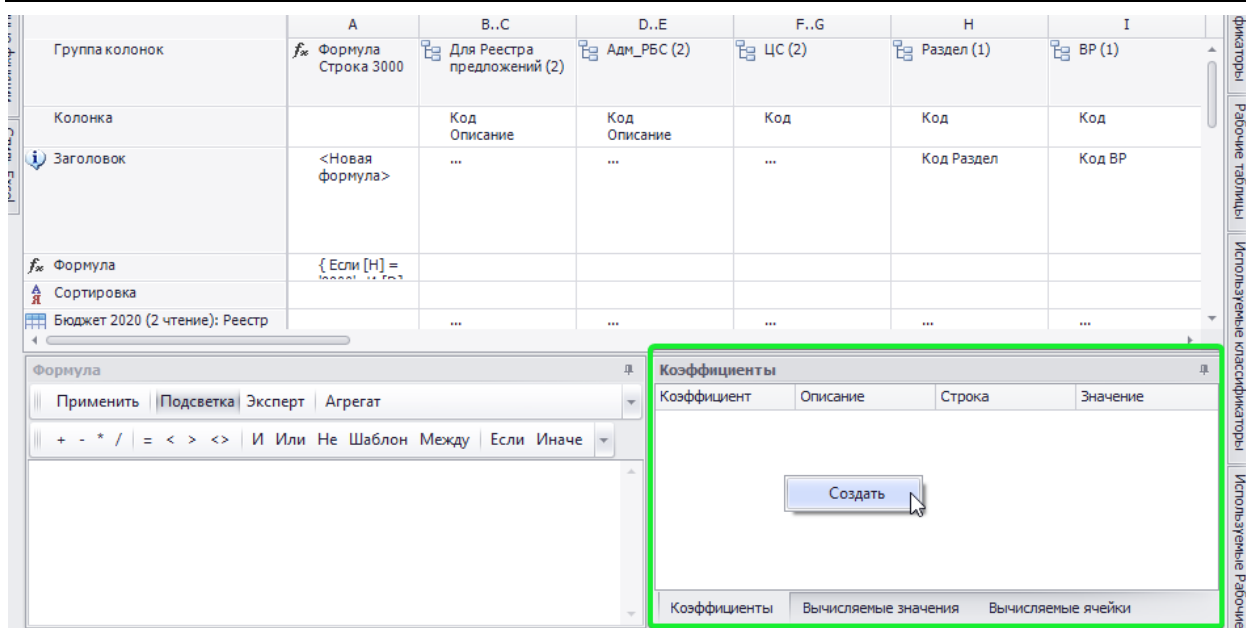 A B..C D..E F..G H I
Группа колонок
Формула
Строка 3000
Для Реестра
предложений (2)
Адм_РБС (2)
ЦС (2)
Раздел (1)
ВР (1)
Колонка
Код
Описание
Код
Описание
Код
Код
Код
Заголовок
<Новая
формула>
...
...
...
Код Раздел
Код ВР
Формула
{ Если [H] =
Сортировка
Бюджет 2020 (2 чтение): Реестр
...
...
...
...
...
Формула
Применить Подсветка Эксперт Агрегат
+ - * / = < > <> И Или Не Шаблон Между Если Иначе
Коэффициенты
Коэффициент Описание Строка Значение
Создать
Коэффициенты Вычисляемые значения Вычисляемые ячейки
Рабочие таблицы
Используемые классификаторы
Используемые Рабочие